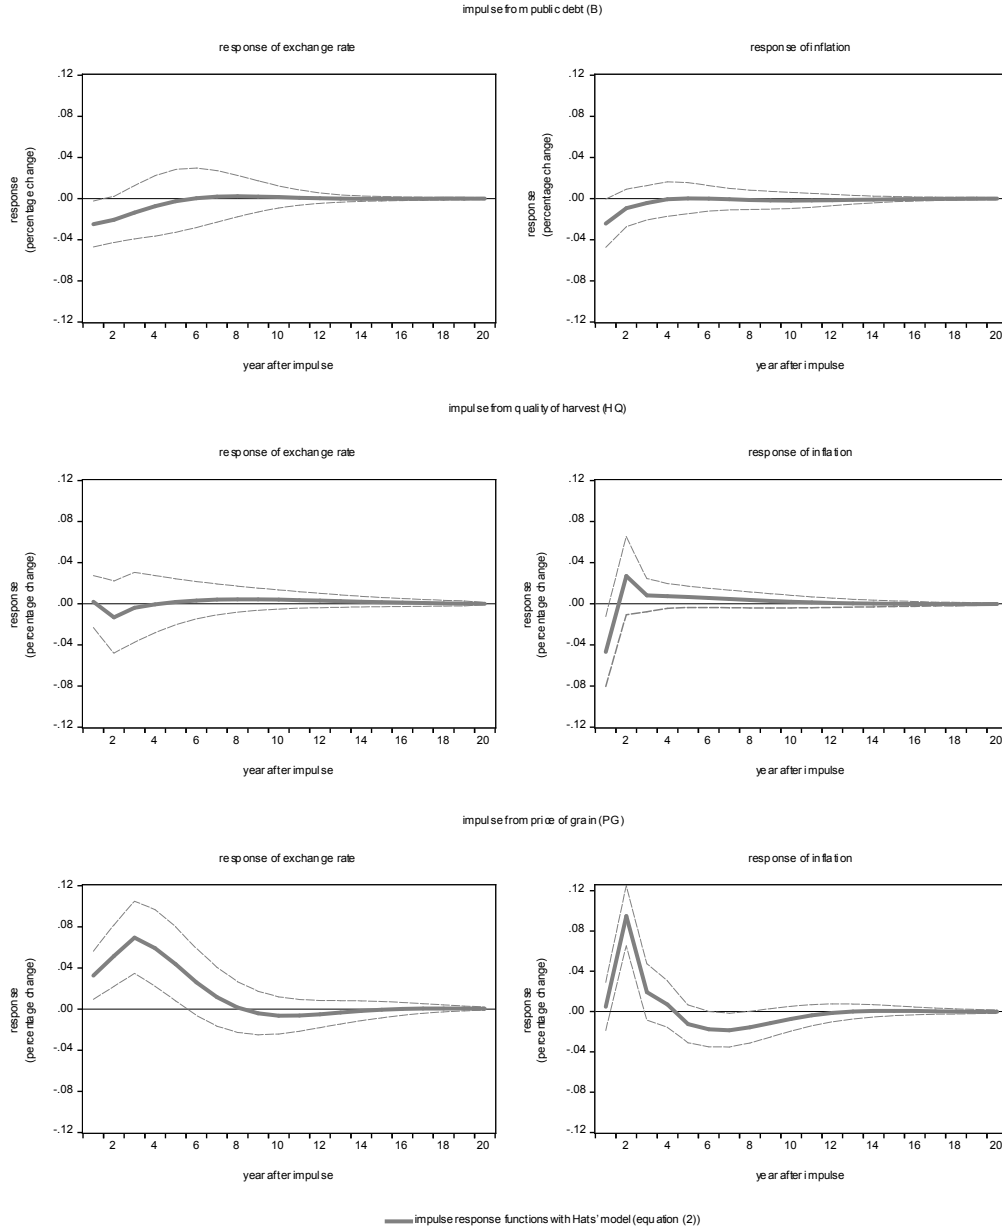 impulse from public debt (B)
response of exchange rate
response of inflation
.12
.08
.04
.00
-.04
-.08
-.12
response
(percentage change)
2 4 6 8 10 12 14 16 18 20
year after impulse
.12
.08
.04
.00
-.04
-.08
-.12
response
(percentage change)
2 4 6 8 10 12 14 16 18 20
year after impulse
impulse from quality of harvest (HQ)
response of exchange rate
response of inflation
.12
.08
.04
.00
-.04
-.08
-.12
response
(percentage change)
2 4 6 8 10 12 14 16 18 20
year after impulse
.12
.08
.04
.00
-.04
-.08
-.12
response
(percentage change)
2 4 6 8 10 12 14 16 18 20
year after impulse
impulse from price of grain (PG)
response of exchange rate
response of inflation
.12
.08
.04
.00
-.04
-.08
-.12
response
(percentage change)
2 4 6 8 10 12 14 16 18 20
year after impulse
.12
.08
.04
.00
-.04
-.08
-.12
response
(percentage change)
2 4 6 8 10 12 14 16 18 20
year after impulse
impulse response functions with Hats' model (equation (2))